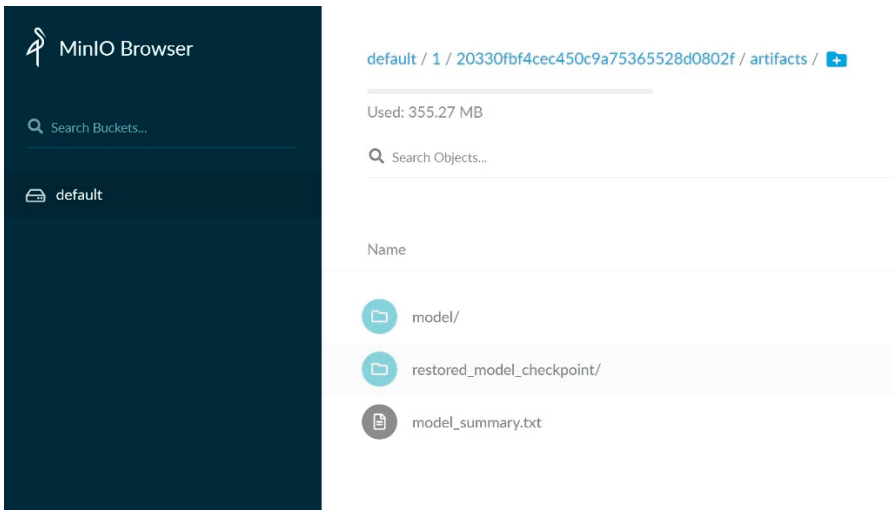 MinIO Browser
Search Buckets...
default
default / 1 / 20330fbf4cec450c9a75365528d0802f / artifacts /
Used: 355.27 MB
Search Objects...
Name
model/
restored_model_checkpoint/
model_summary.txt